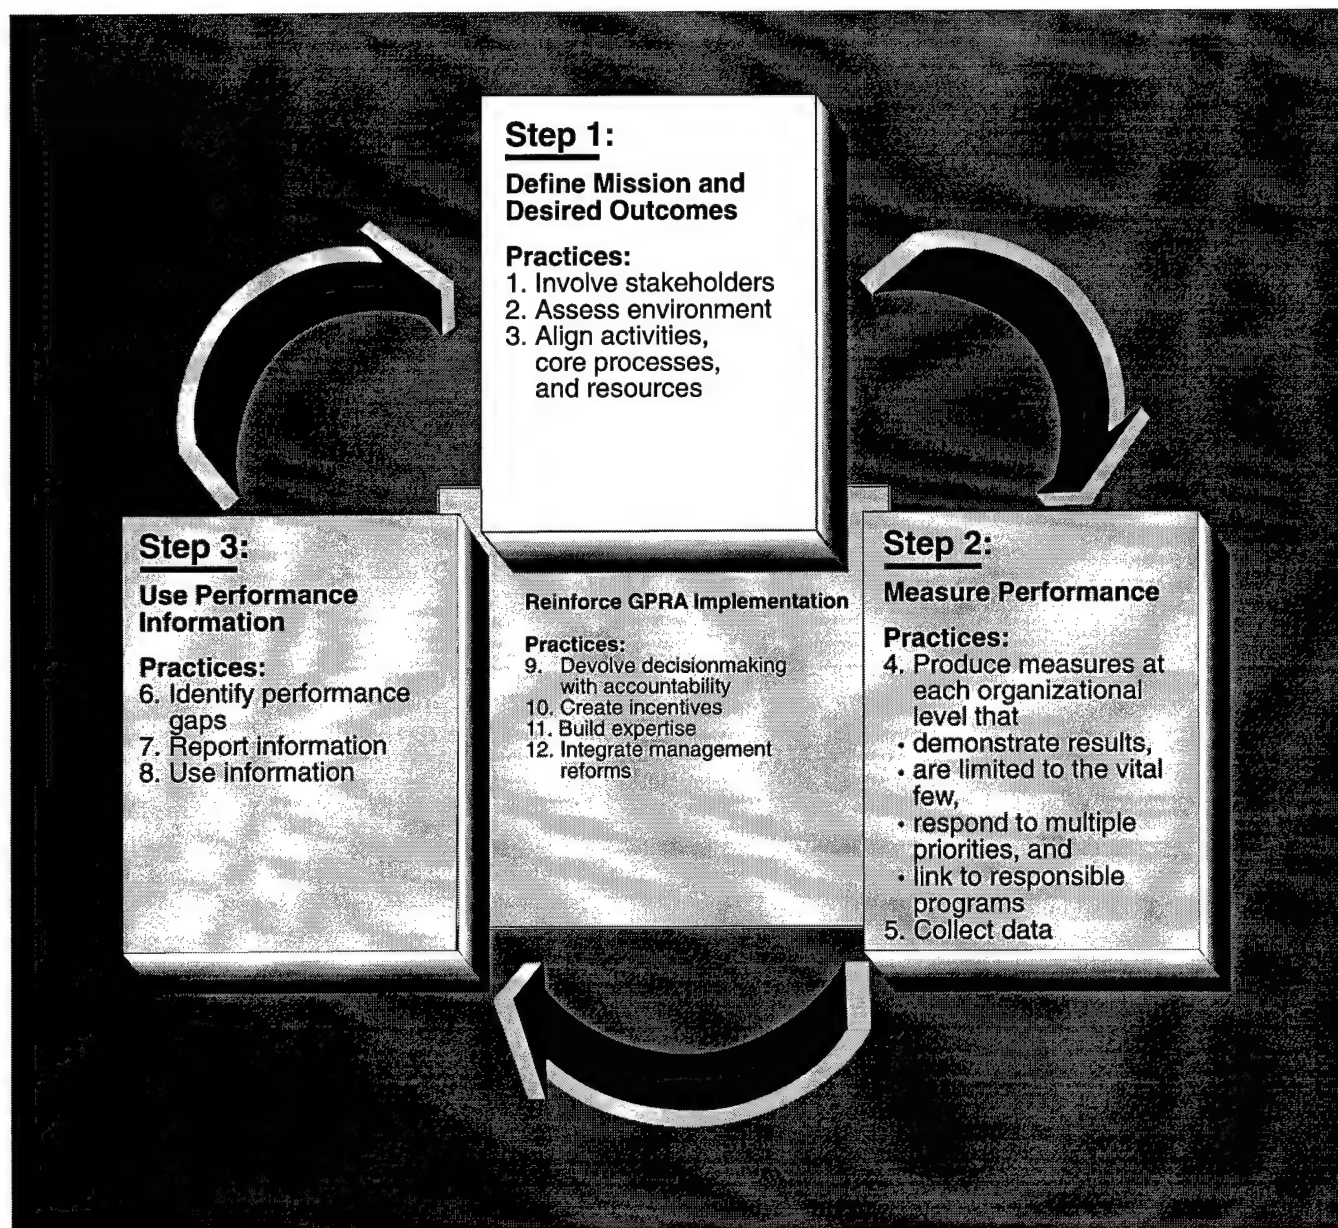 Step 1:
Define Mission and
Desired Outcomes
Practices:
1. Involve stakeholders
2. Assess environment
3. Align activities,
core processes,
and resources
Step 2:
Measure Performance
Practices:
4. Produce measures at
each organizational
level that
• demonstrate results,
• are limited to the vital
few,
• respond to multiple
priorities, and
• link to responsible
programs
5. Collect data
Step 3:
Use Performance
Information
Practices:
6. Identify performance
gaps
7. Report information
8. Use information
Reinforce GPRA Implementation
Practices:
9. Devolve decisionmaking
with accountability
10. Create incentives
11. Build expertise
12. Integrate management
reforms